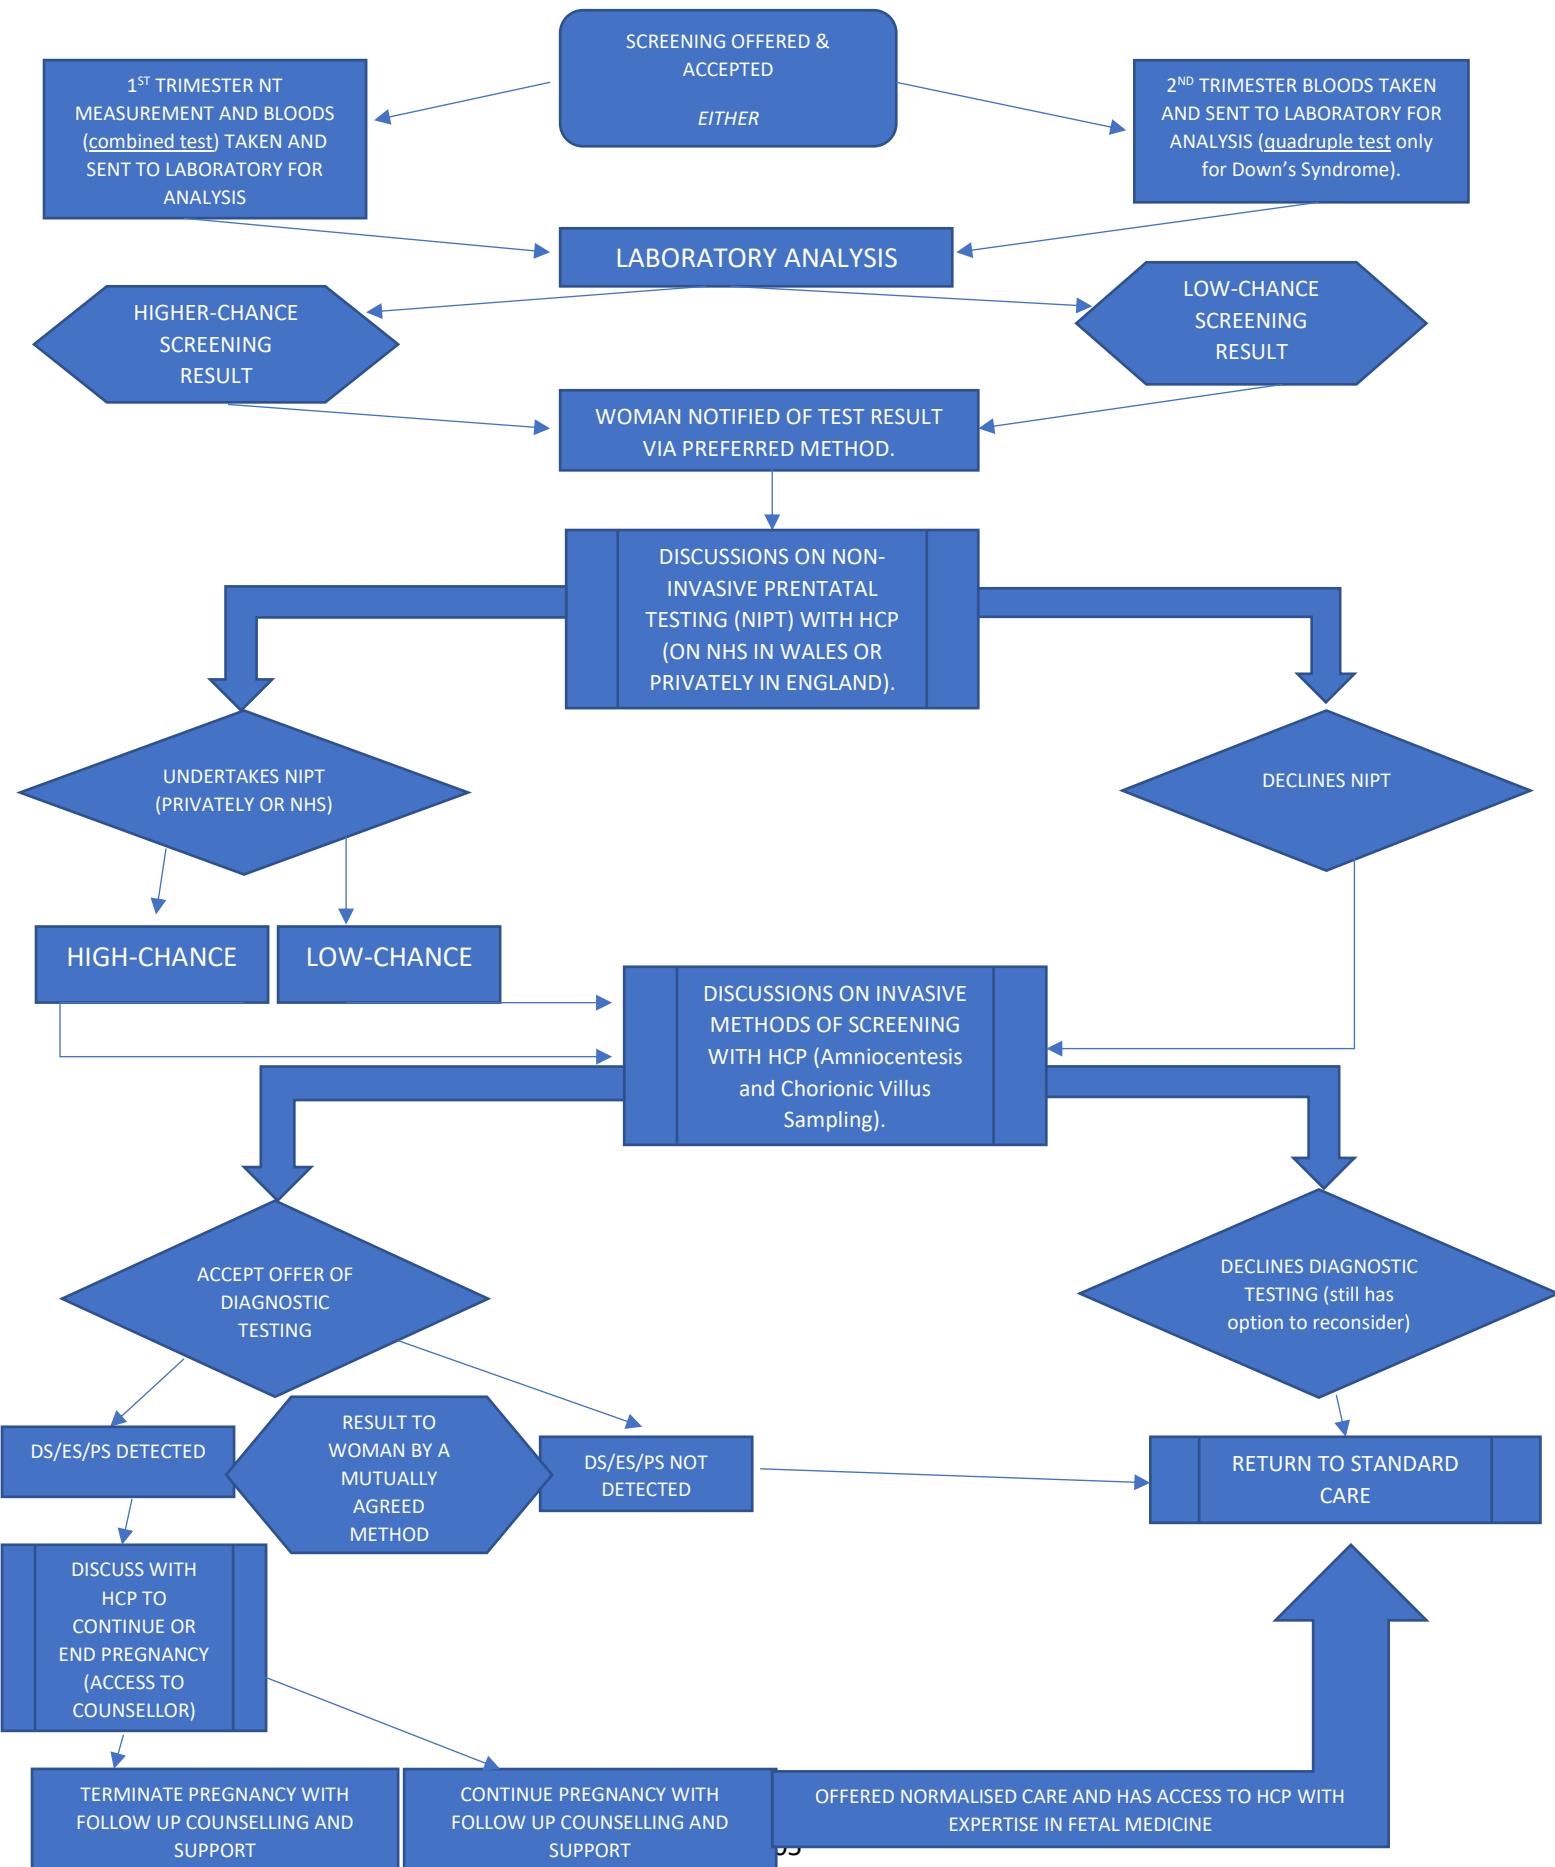 SCREENING OFFERED &
ACCEPTED
EITHER
1ST TRIMESTER NT
MEASUREMENT AND BLOODS
(combined test) TAKEN AND
SENT TO LABORATORY FOR
ANALYSIS
2ND TRIMESTER BLOODS TAKEN
AND SENT TO LABORATORY FOR
ANALYSIS (quadruple test only
for Down's Syndrome).
LABORATORY ANALYSIS
HIGHER-CHANCE
SCREENING
RESULT
LOW-CHANCE
SCREENING
RESULT
WOMAN NOTIFIED OF TEST RESULT
VIA PREFERRED METHOD.
DISCUSSIONS ON NON-
INVASIVE PRENTATAL
TESTING (NIPT) WITH HCP
(ON NHS IN WALES OR
PRIVATELY IN ENGLAND).
UNDERTAKES NIPT
(PRIVATELY OR NHS)
DECLINES NIPT
HIGH-CHANCE
LOW-CHANCE
DISCUSSIONS ON INVASIVE
METHODS OF SCREENING
WITH HCP (Amniocentesis
and Chorionic Villus
Sampling).
ACCEPT OFFER OF
DIAGNOSTIC
TESTING
DECLINES DIAGNOSTIC
TESTING (still has
option to reconsider)
DS/ES/PS DETECTED
RESULT TO
WOMAN BY A
MUTUALLY
AGREED
METHOD
DS/ES/PS NOT
DETECTED
RETURN TO STANDARD
CARE
DISCUSS WITH
HCP TO
CONTINUE OR
END PREGNANCY
(ACCESS TO
COUNSELLOR)
TERMINATE PREGNANCY WITH
FOLLOW UP COUNSELLING AND
SUPPORT
CONTINUE PREGNANCY WITH
FOLLOW UP COUNSELLING AND
SUPPORT
OFFERED NORMALISED CARE AND HAS ACCESS TO HCP WITH
EXPERTISE IN FETAL MEDICINE